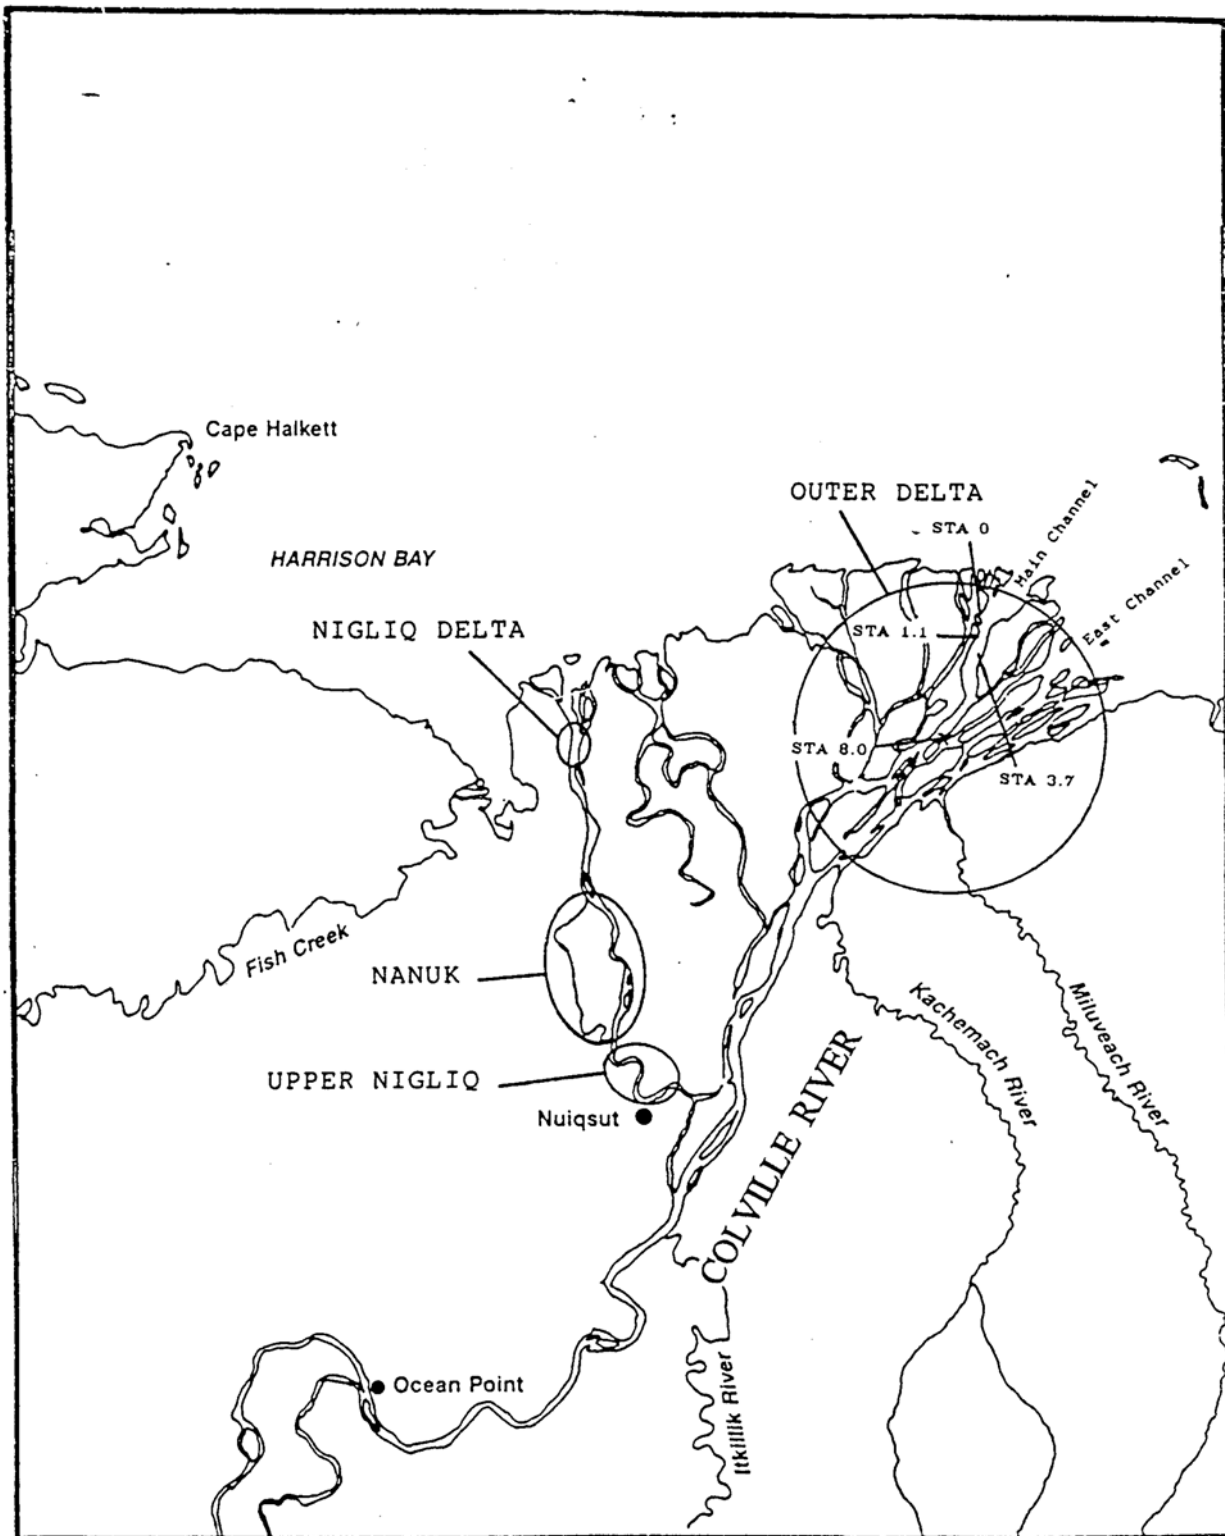 Cape Halkett
OUTER DELTA
STA 0
Main Channel
HARRISON BAY
East Channel
NIGLIQ DELTA
STA 1.1
STA 8.0
STA 3.7
Fish Creek
NANUK
Kachemach River
Miluveach River
UPPER NIGLIQ
Nuiqsut
COLVILLE RIVER
Ocean Point
Itkillik River